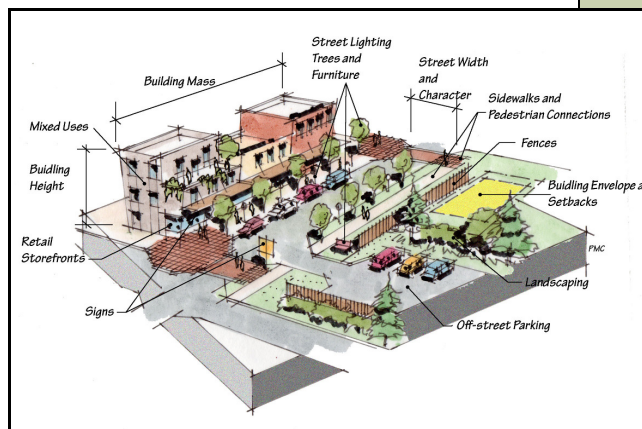 Street Lighting
Trees and
Furniture
Street Width
and
Character
Building Mass
Sidewalks and
Pedestrian Connections
Mixed Uses
Fences
Buidling
Height
Buidling Envelope a
Setbacks
Retail
Storefronts
PMC
Landscaping
Signs
Off-street Parking